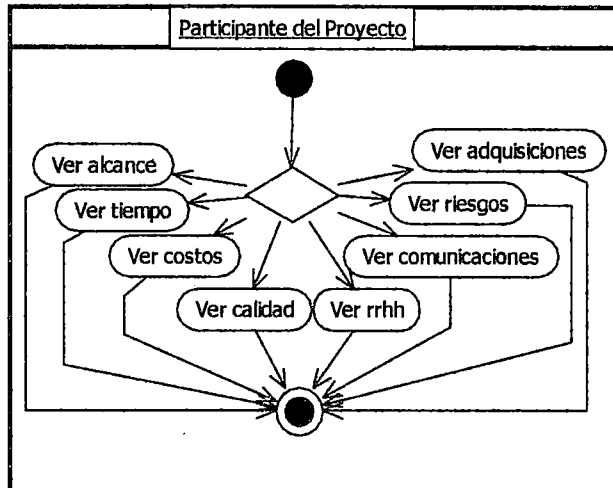 Participante del Proyecto
Ver alcance
Ver adquisiciones
Ver tiempo
Ver riesgos
Ver costos
Ver comunicaciones
Ver calidad
Ver rrhh